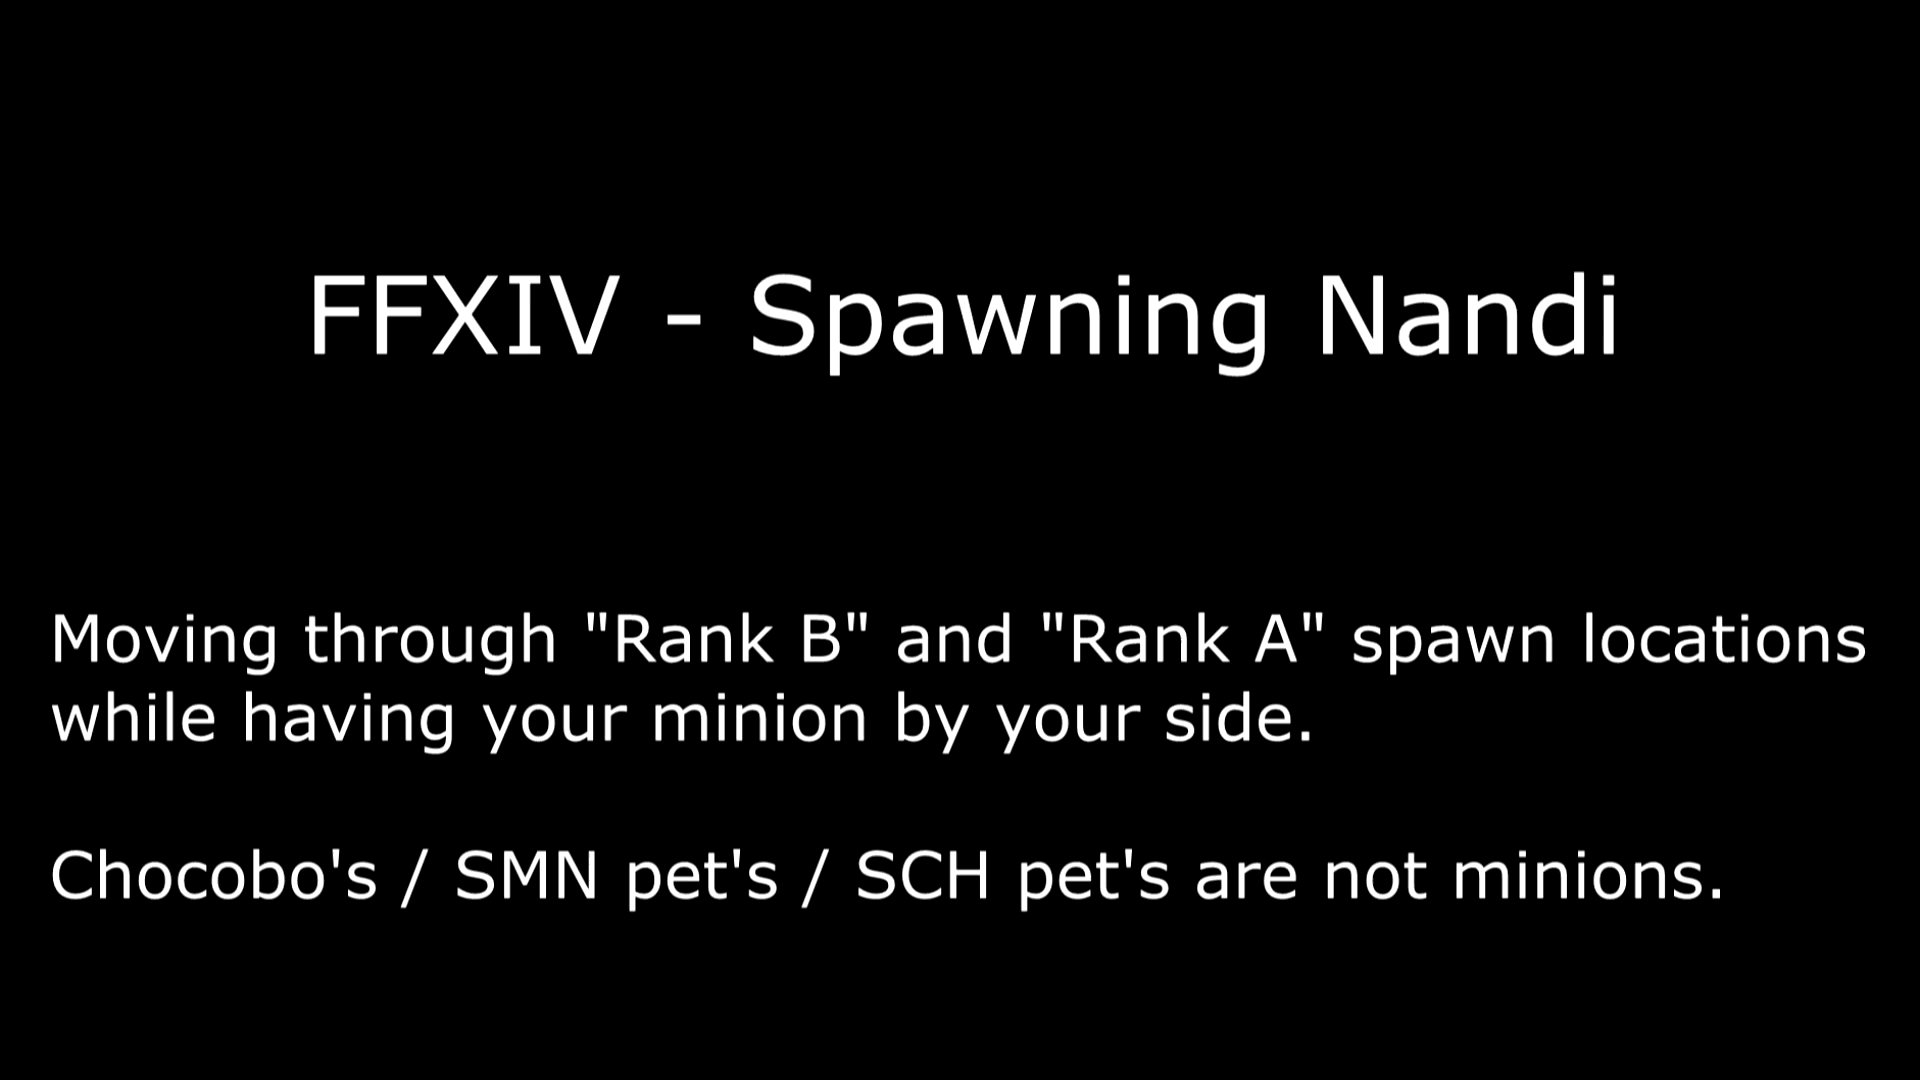 FFXIV - Spawning Nandi
Moving through "Rank B" and "Rank A" spawn locations
while having your minion by your side.
Chocobo's / SMN pet's / SCH pet's are not minions.